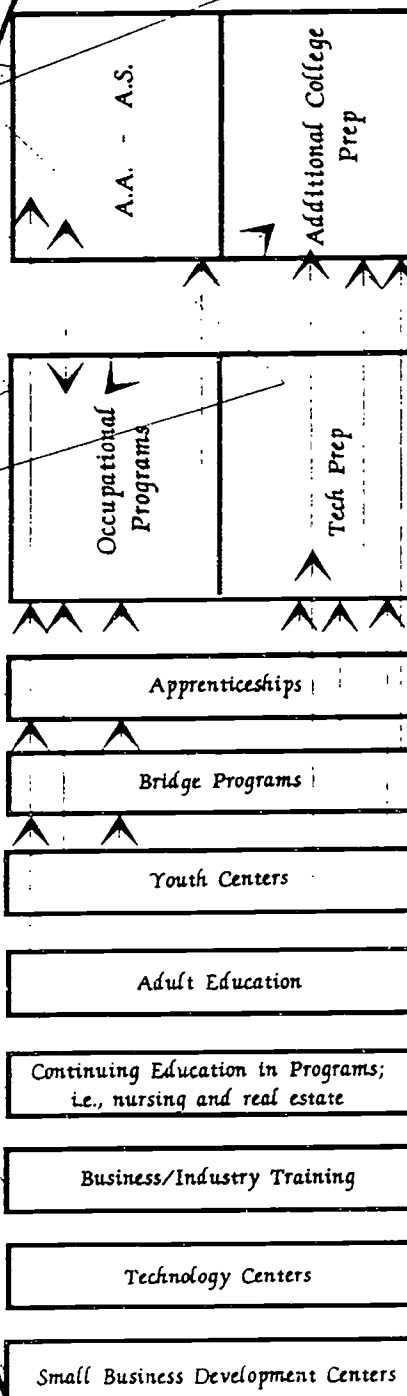 A.A. - A.S.
Additional College
Prep
Occupational
Programs
Tech Prep
Apprenticeships
Bridge Programs
Youth Centers
Adult Education
Continuing Education in Programs;
i.e., nursing and real estate
Business/Industry Training
Technology Centers
Small Business Development Centers